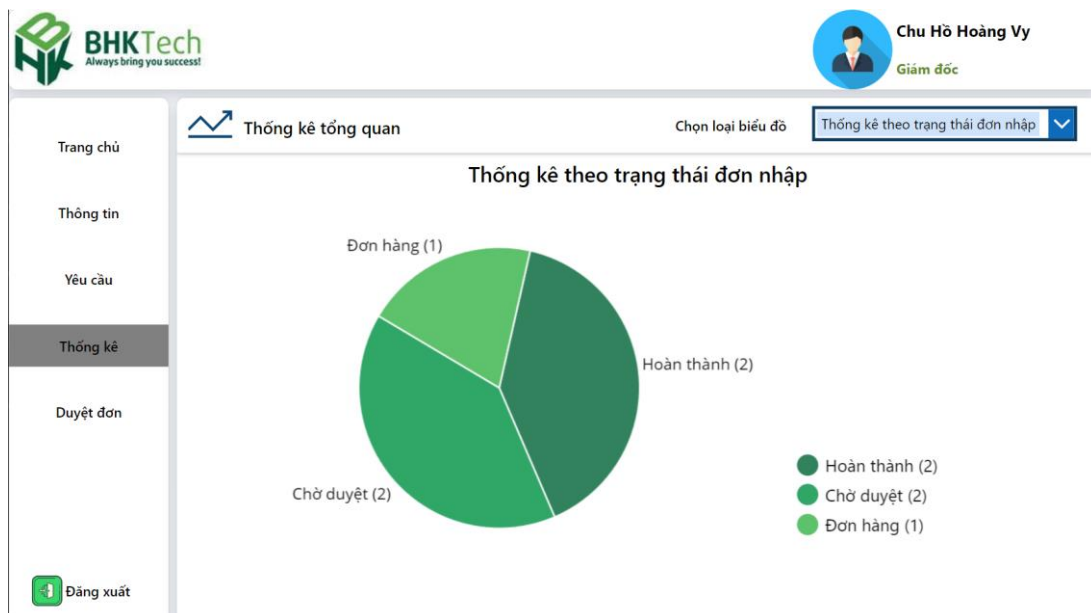 BHKTech
Always bring you success!
Chu Hồ Hoàng Vy
Giám đốc
Trang chủ
Thông tin
Yêu cầu
Thống kê
Duyệt đơn
Đăng xuất
Thống kê tổng quan
Chọn loại biểu đồ
Thống kê theo trạng thái đơn nhập
Thống kê theo trạng thái đơn nhập
Đơn hàng (1)
Hoàn thành (2)
Chờ duyệt (2)
Hoàn thành (2)
Chờ duyệt (2)
Đơn hàng (1)